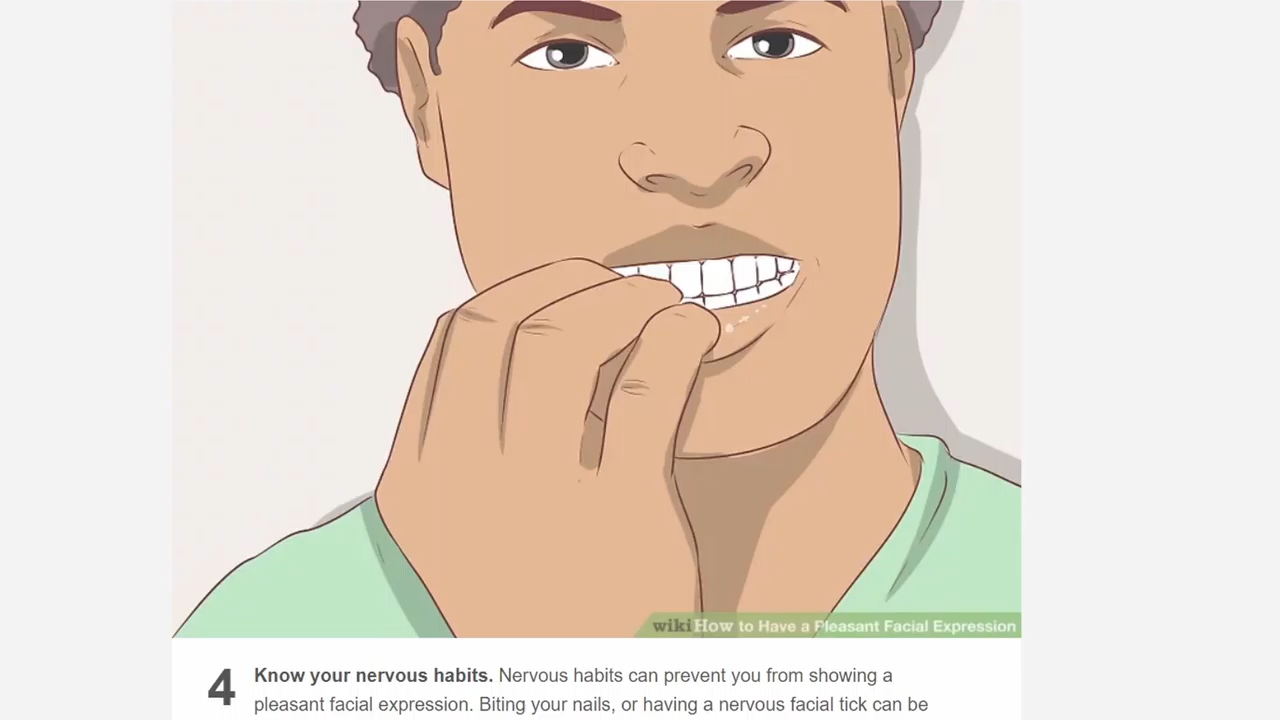 wikiHow to Have a Pleasant Facial Expression
4
Know your nervous habits. Nervous habits can prevent you from showing a
pleasant facial expression. Biting your nails, or having a nervous facial tick can be